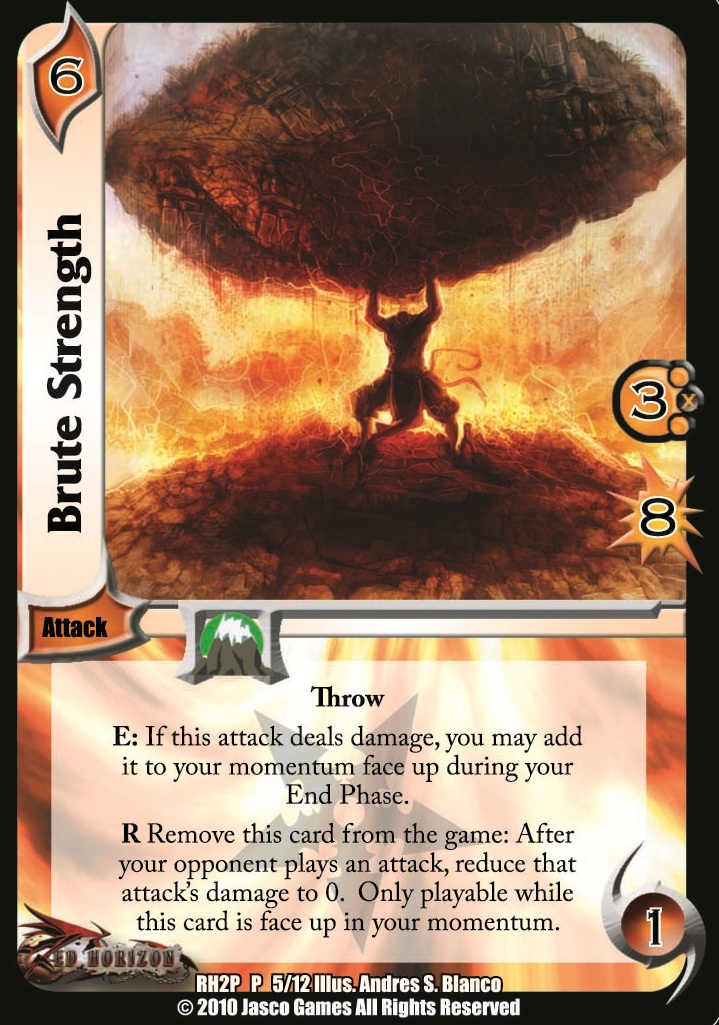 6
Brute Strength
3
X
8
Attack
Throw
E: If this attack deals damage, you may add
it to your momentum face up during your
End Phase.
R Remove this card from the game: After
your opponent plays an attack, reduce that
attack's damage to 0. Only playable while
this card is face up in your momentum.
1
RED HORIZON
RH2P P 5/12 Illus. Andres S. Blanco
© 2010 Jasco Games All Rights Reserved